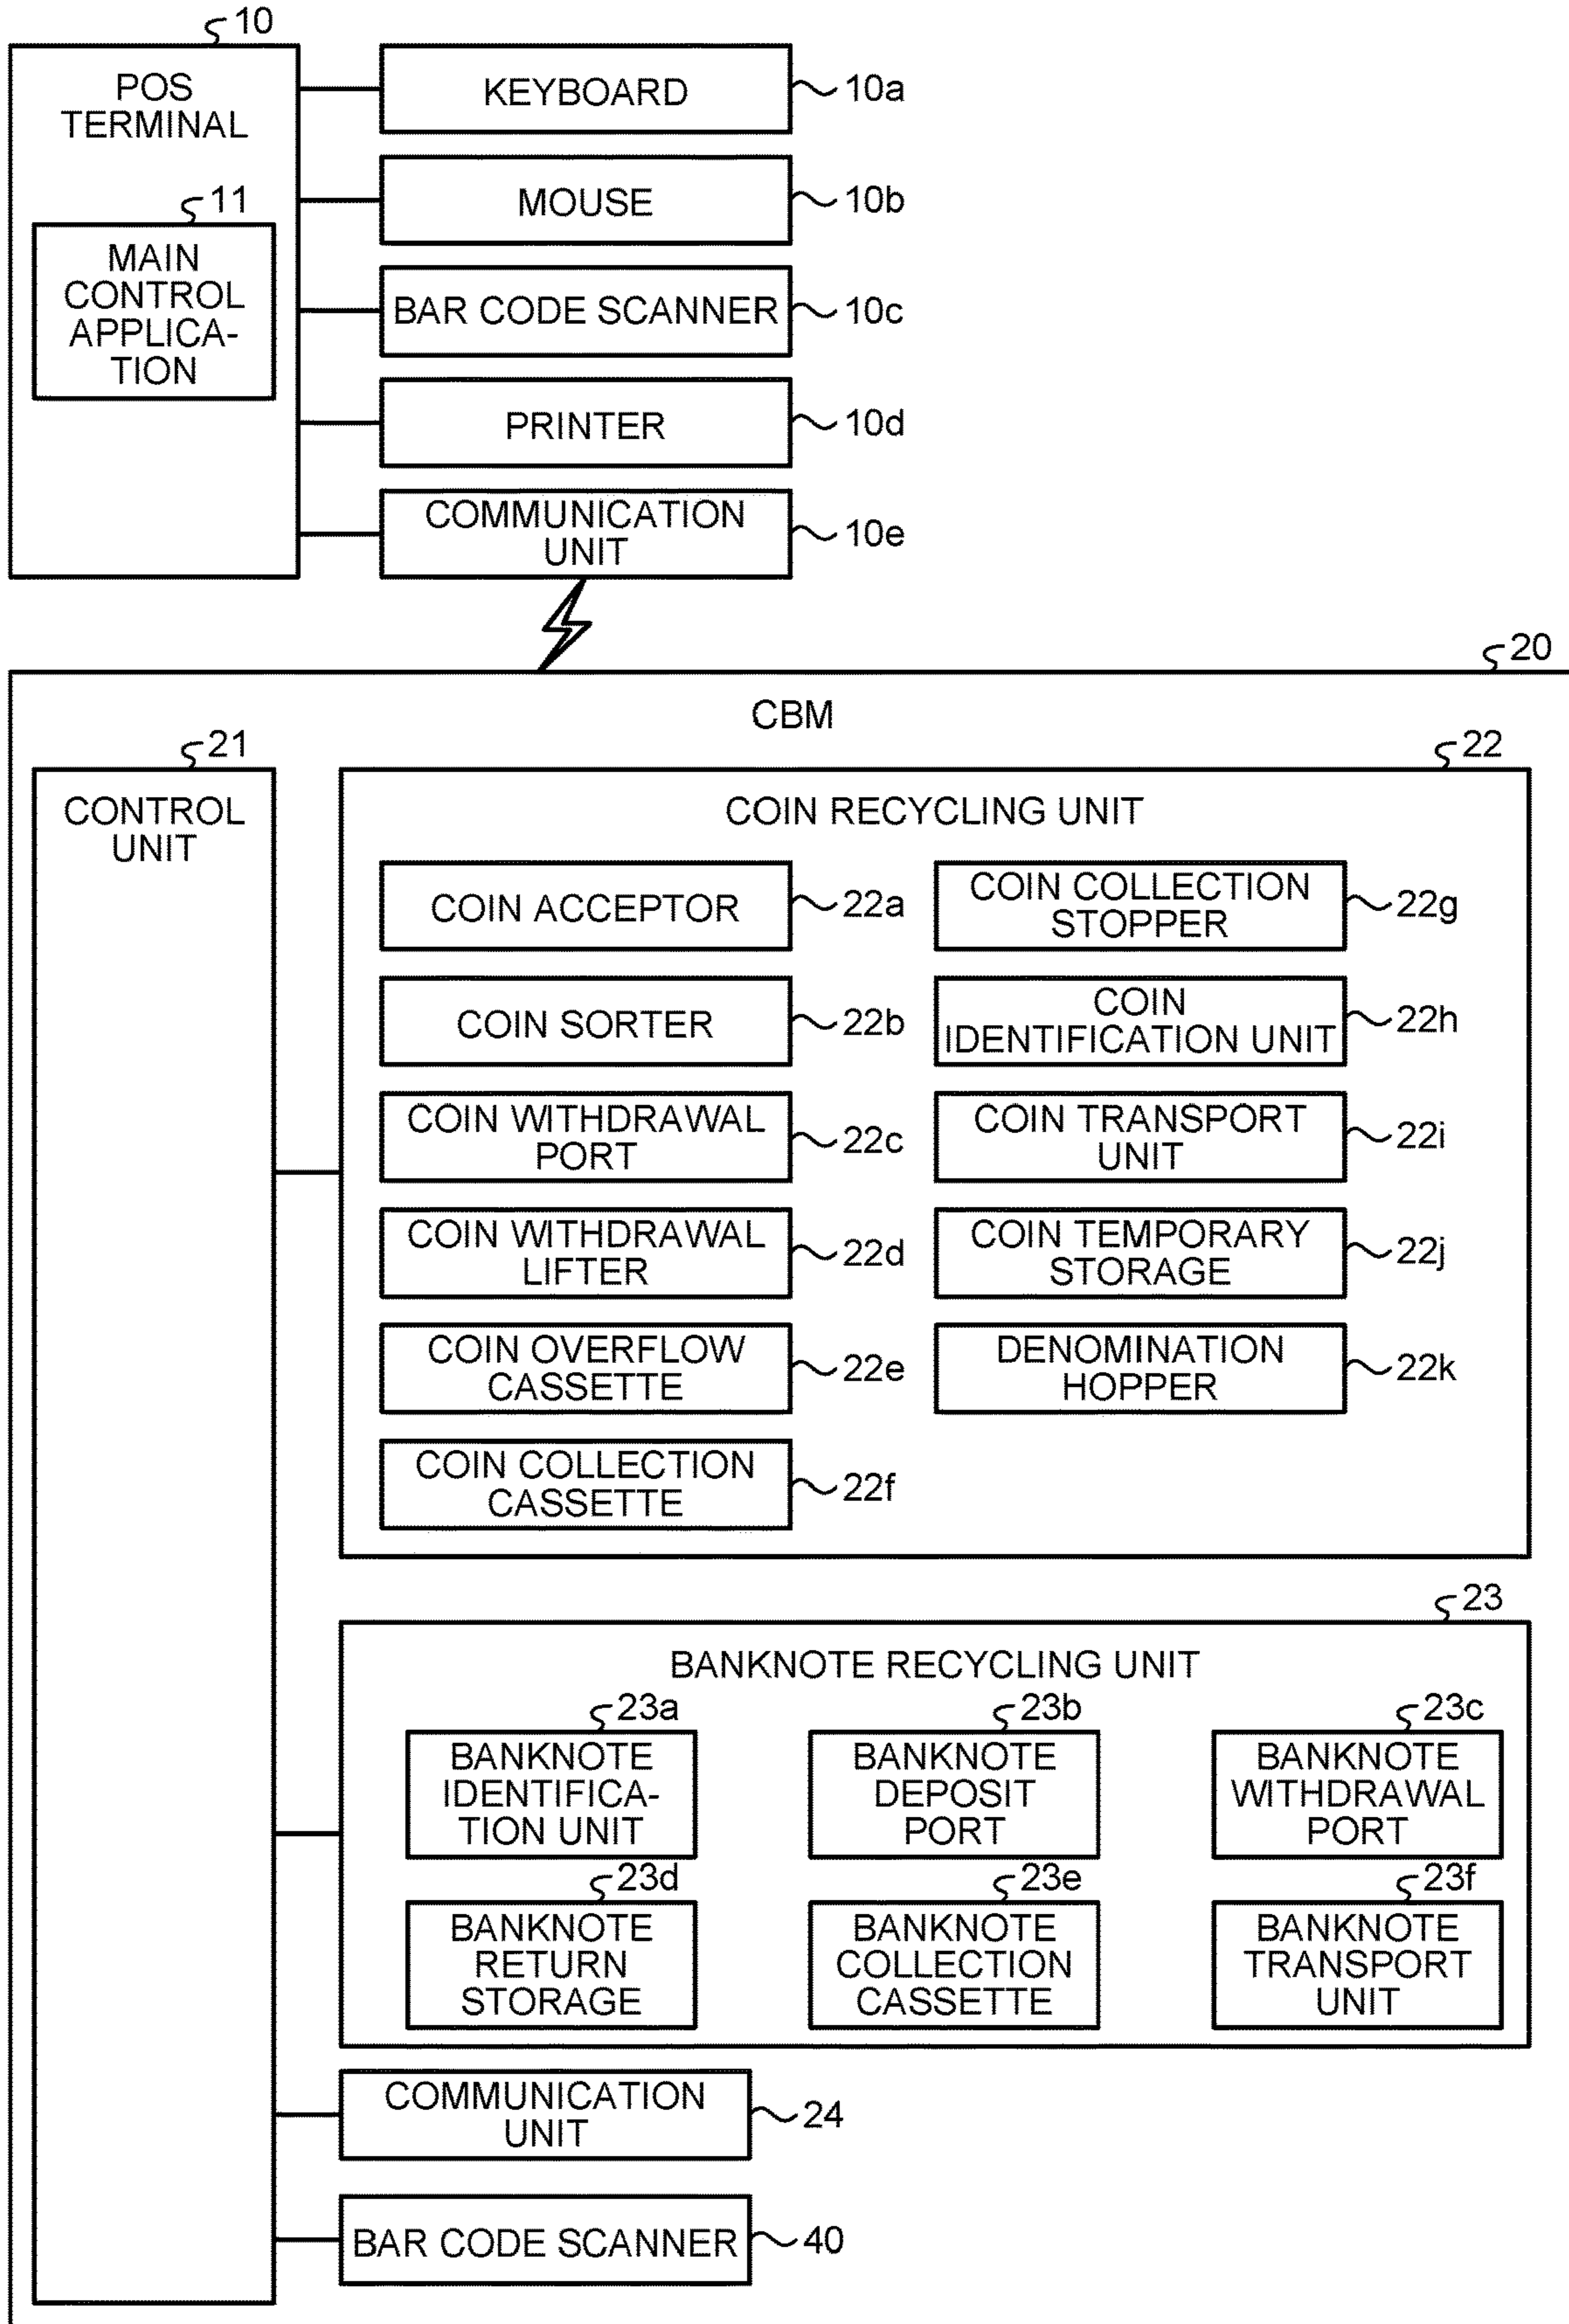 10
POS
TERMINAL
11
MAIN
CONTROL
APPLICA-
TION
KEYBOARD
10a
MOUSE
10b
BAR CODE SCANNER
10c
PRINTER
10d
COMMUNICATION
UNIT
10e
20
CBM
21
CONTROL
UNIT
22
COIN RECYCLING UNIT
COIN ACCEPTOR
22a
COIN SORTER
22b
COIN WITHDRAWAL
PORT
22c
COIN WITHDRAWAL
LIFTER
22d
COIN OVERFLOW
CASSETTE
22e
COIN COLLECTION
CASSETTE
22f
COIN COLLECTION
STOPPER
22g
COIN
IDENTIFICATION UNIT
22h
COIN TRANSPORT
UNIT
22i
COIN TEMPORARY
STORAGE
22j
DENOMINATION
HOPPER
22k
23
BANKNOTE RECYCLING UNIT
23a
BANKNOTE
IDENTIFICA-
TION UNIT
23b
BANKNOTE
DEPOSIT
PORT
23c
BANKNOTE
WITHDRAWAL
PORT
23d
BANKNOTE
RETURN
STORAGE
23e
BANKNOTE
COLLECTION
CASSETTE
23f
BANKNOTE
TRANSPORT
UNIT
COMMUNICATION
UNIT
24
BAR CODE SCANNER
40